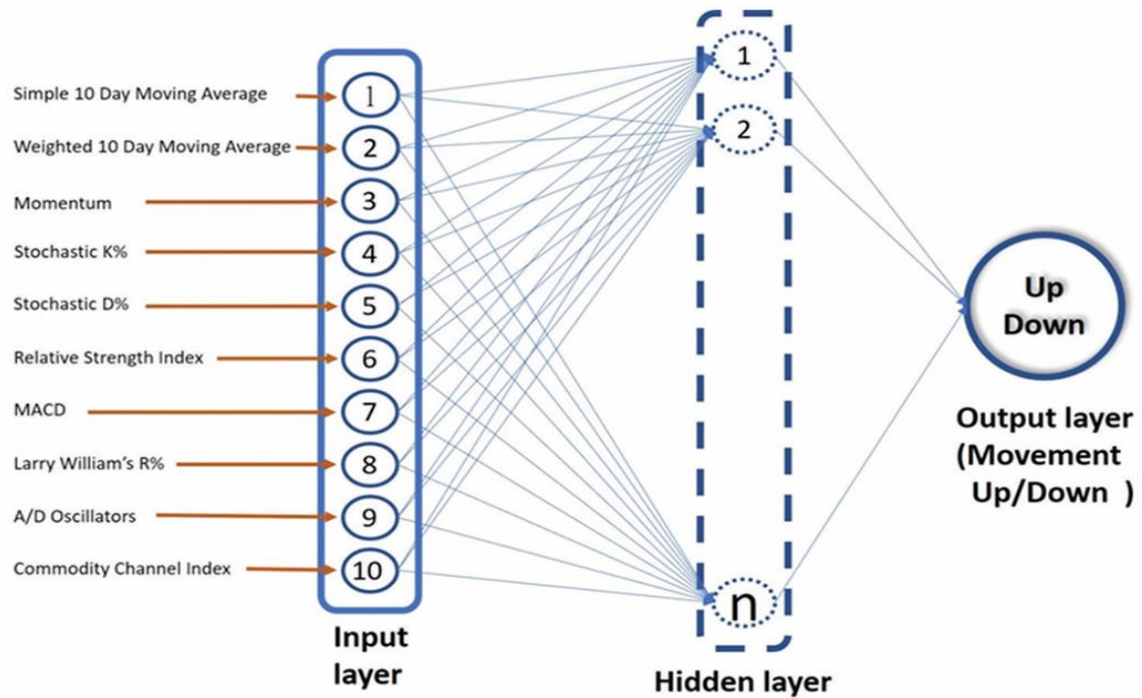 Simple 10 Day Moving Average
1
Weighted 10 Day Moving Average
2
Momentum
3
Stochastic K%
4
Stochastic D%
5
Relative Strength Index
6
MACD
7
Larry William's R%
8
A/D Oscillators
9
Commodity Channel Index
10
Input
layer
1
2
n
Hidden layer
Up
Down
Output layer
(Movement
Up/Down )